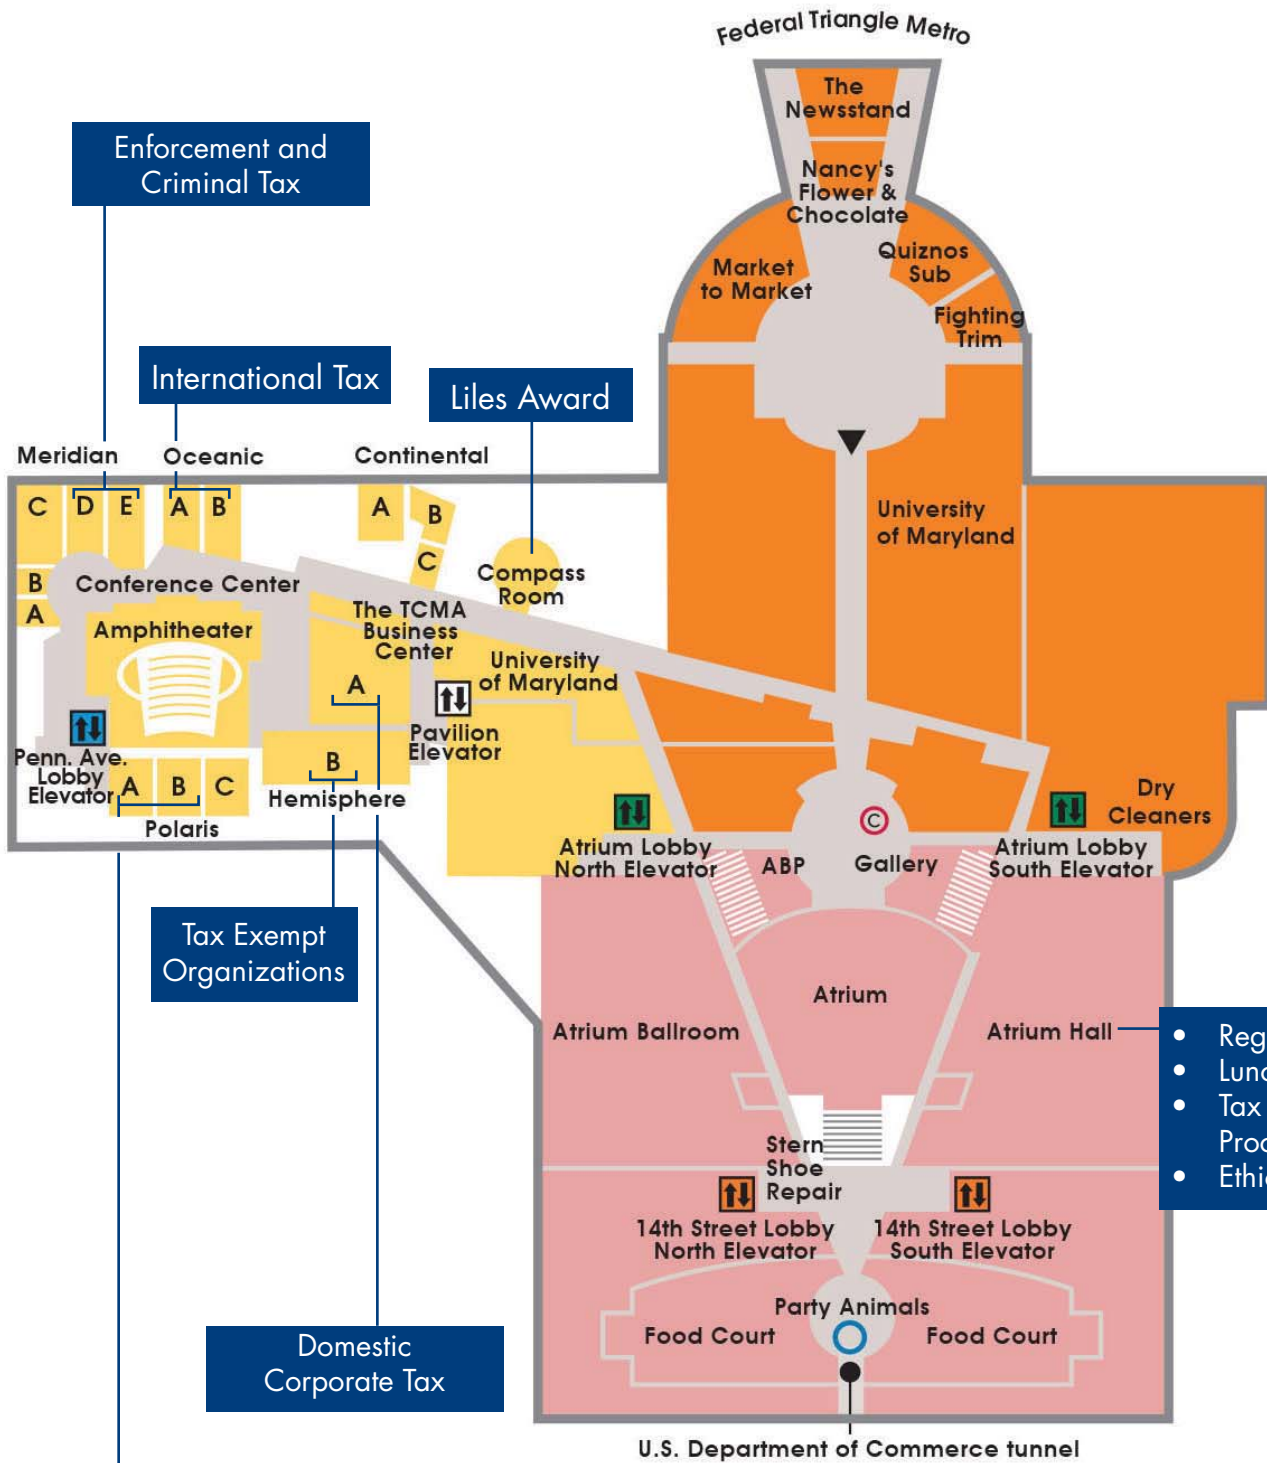 Federal Triangle Metro
The
Newsstand
Nancy's
Flower &
Chocolate
Enforcement and
Criminal Tax
Market
to Market
Quiznos
Sub
Fighting
Trim
International Tax
Liles Award
Meridian
Oceanic
Continental
C
D
E
A
B
A
B
C
University
of Maryland
B
A
Conference Center
Compass
Room
Amphitheater
The TCMA
Business
Center
University
of Maryland
A
Pavilion
Elevator
Penn. Ave.
Lobby
Elevator
B
Hemisphere
A
B
C
Polaris
Dry
Cleaners
C
Atrium Lobby
North Elevator
ABP
Gallery
Atrium Lobby
South Elevator
Tax Exempt
Organizations
Atrium
Atrium Ballroom
Atrium Hall
• Reg
• Lunc
• Tax
Proc
• Ethic
Stern
Shoe
Repair
14th Street Lobby
North Elevator
14th Street Lobby
South Elevator
Party Animals
Food Court
Food Court
Domestic
Corporate Tax
U.S. Department of Commerce tunnel